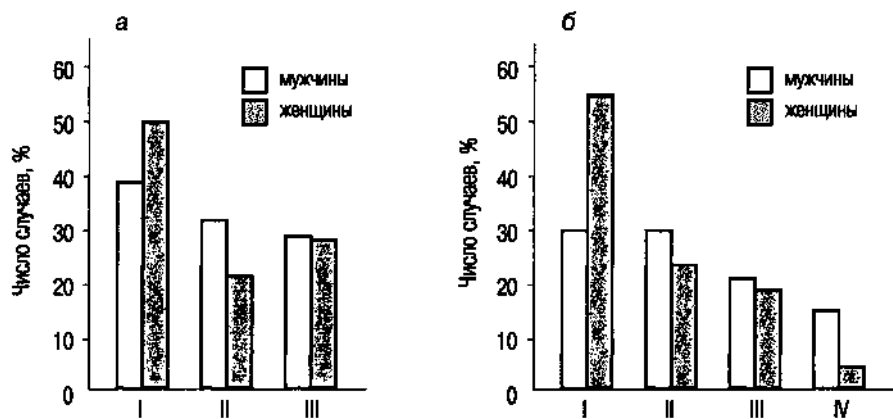 а
Число случаев, %
60
50
40
30
20
10
0
мужчины
женщины
I
II
III
б
Число случаев, %
60
50
40
30
20
10
0
мужчины
женщины
I
II
III
IV